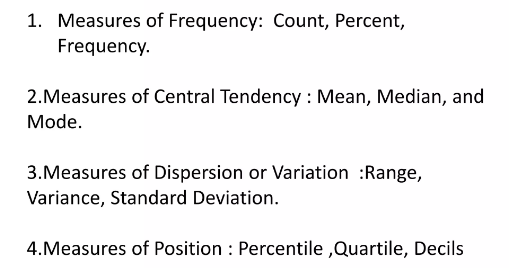 1. Measures of Frequency: Count, Percent,
Frequency.
2.Measures of Central Tendency : Mean, Median, and
Mode.
3.Measures of Dispersion or Variation :Range,
Variance, Standard Deviation.
4.Measures of Position : Percentile ,Quartile, Decils